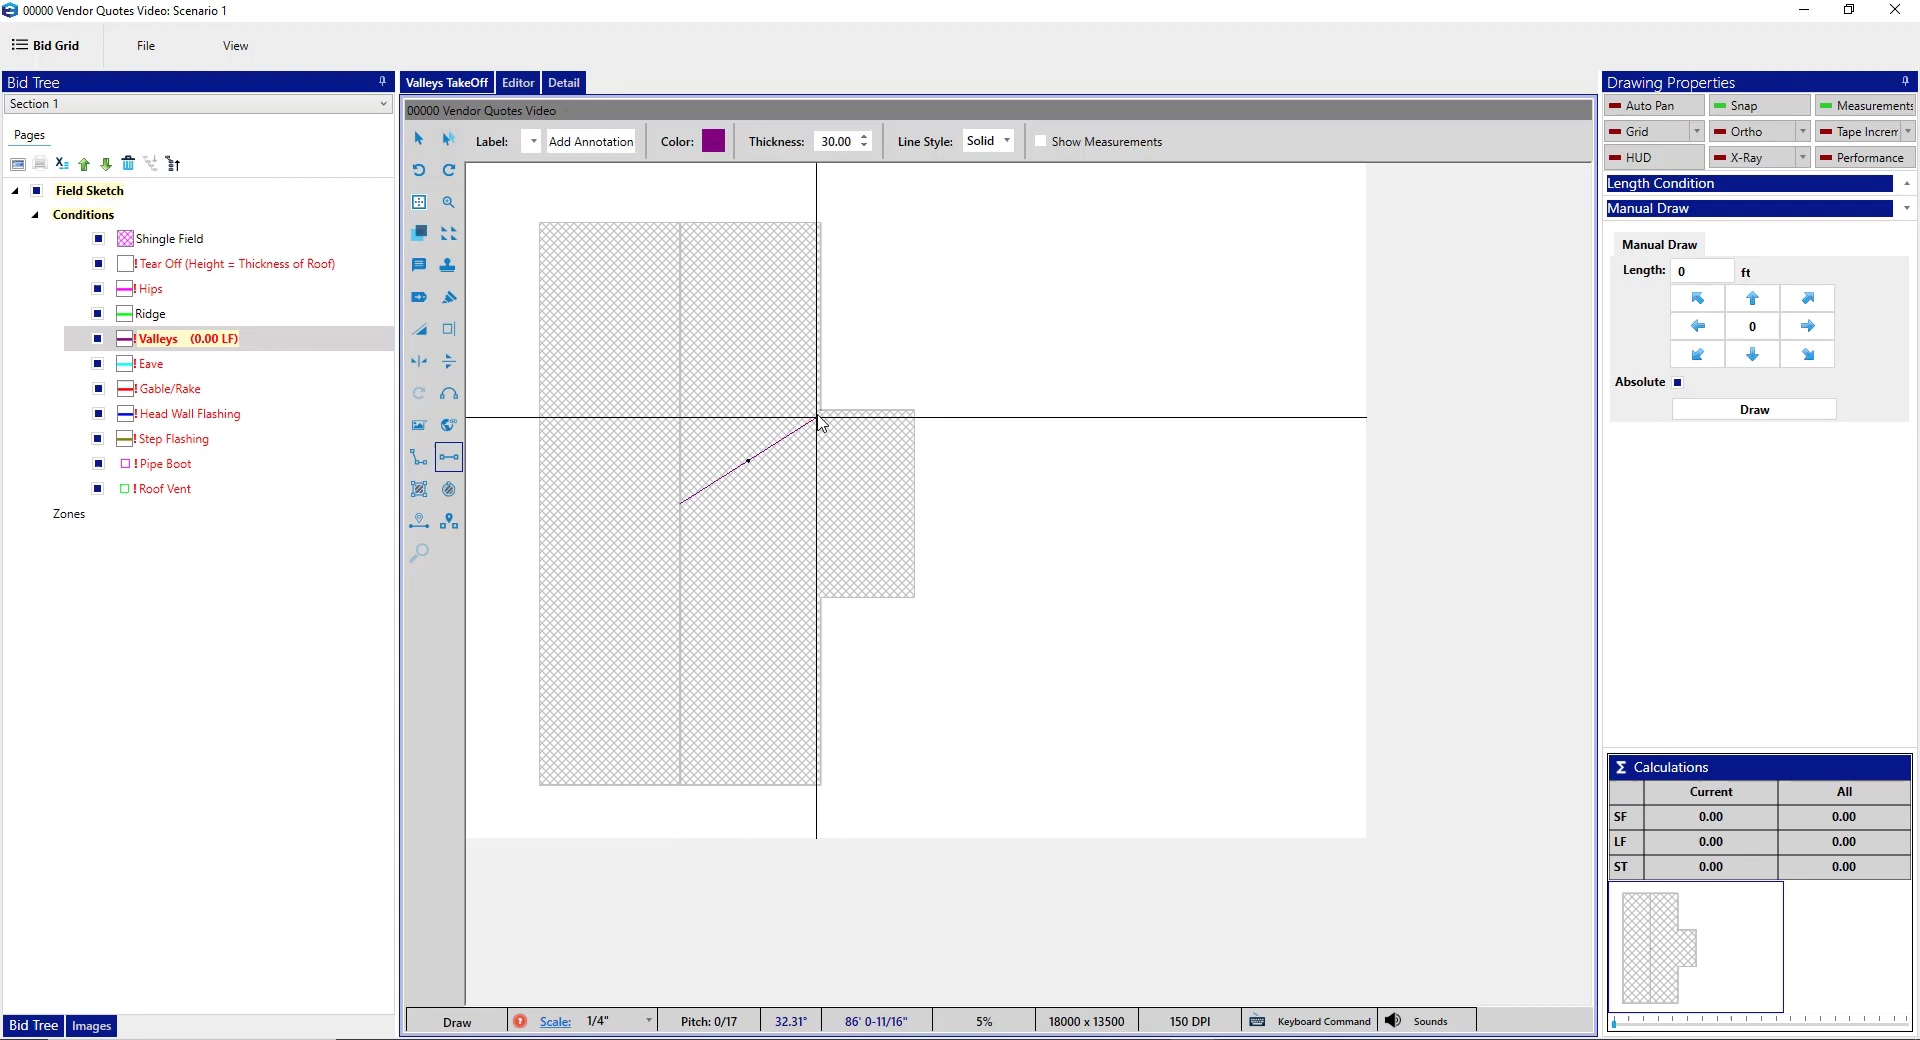 00000 Vendor Quotes Video: Scenario 1
Bid Grid File View
Bid Tree
Section 1
Pages
Field Sketch
Conditions
Shingle Field
! Tear Off (Height = Thickness of Roof)
! Hips
Ridge
! Valleys (0.00 LF)
! Eave
! Gable/Rake
! Head Wall Flashing
! Step Flashing
! Pipe Boot
! Roof Vent
Zones
Bid Tree Images
Valleys TakeOff Editor Detail
00000 Vendor Quotes Video
Label: Add Annotation Color: Thickness: 30.00 Line Style: Solid Show Measurements
Draw Scale: 1/4" Pitch: 0/17 32.31° 86' 0-11/16" 5% 18000 x 13500 150 DPI Keyboard Command Sounds
Drawing Properties
Auto Pan Snap Measurements
Grid Ortho Tape Increm
HUD X-Ray Performance
Length Condition
Manual Draw
Manual Draw
Length: 0 ft
0
Absolute
Draw
Σ Calculations
Current All
SF 0.00 0.00
LF 0.00 0.00
ST 0.00 0.00